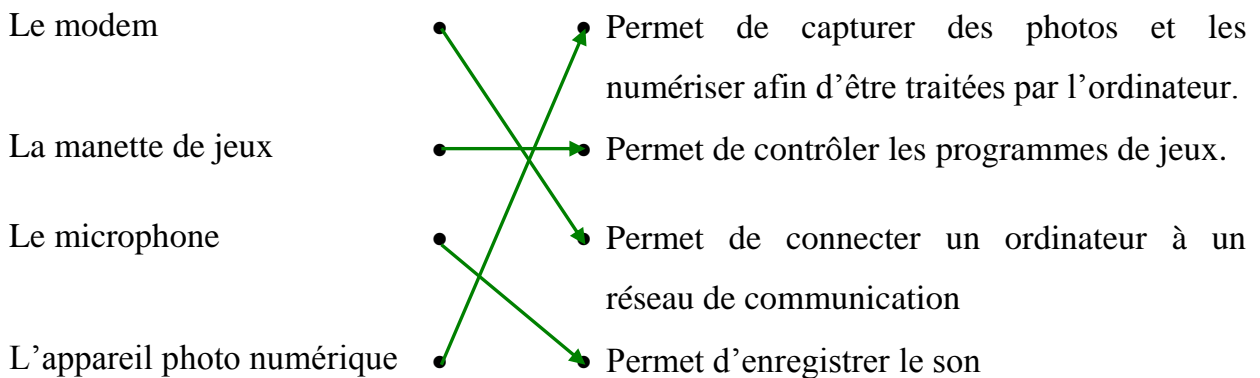 Le modem
Permet de capturer des photos et les
numériser afin d’être traitées par l’ordinateur.
La manette de jeux
Permet de contrôler les programmes de jeux.
Le microphone
Permet de connecter un ordinateur à un
réseau de communication
L’appareil photo numérique
Permet d’enregistrer le son